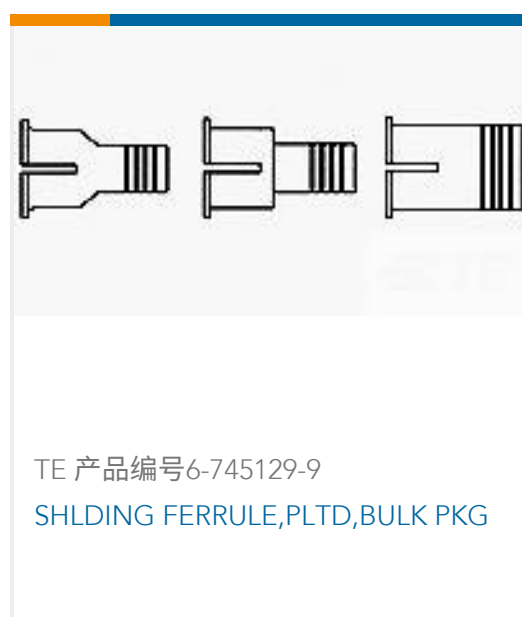 TE 产品编号6-745129-9
SHLDING FERRULE,PLTD,BULK PKG